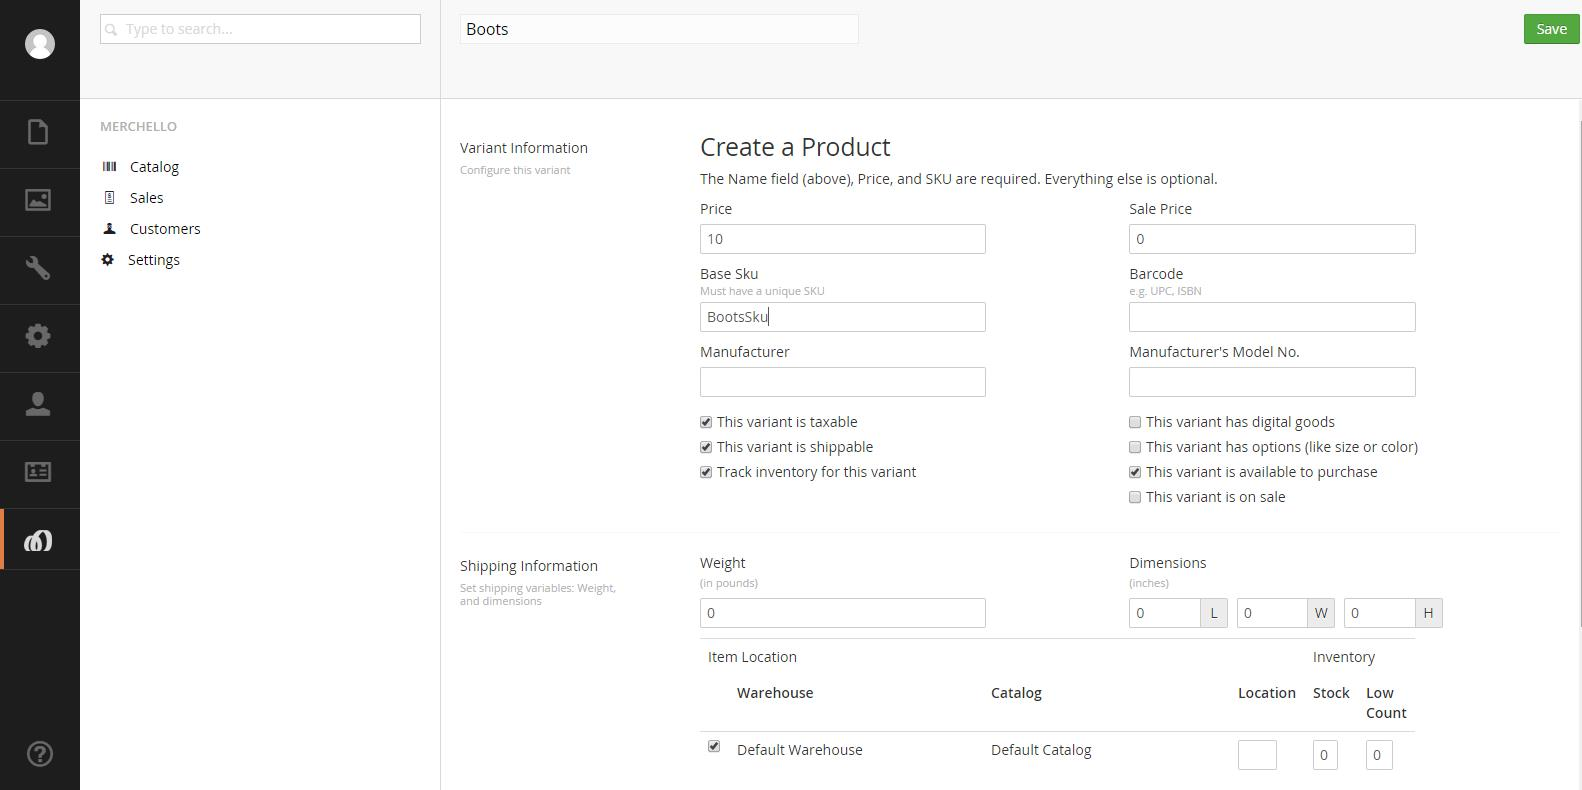 Type to search...
Boots
Save
MERCHELLO
Catalog
Sales
Customers
Settings
Variant Information
Configure this variant
Create a Product
The Name field (above), Price, and SKU are required. Everything else is optional.
Price
Sale Price
10
0
Base Sku
Must have a unique SKU
Barcode
e.g. UPC, ISBN
BootsSku
Manufacturer
Manufacturer's Model No.
This variant is taxable
This variant is shippable
Track inventory for this variant
This variant has digital goods
This variant has options (like size or color)
This variant is available to purchase
This variant is on sale
Shipping Information
Set shipping variables: Weight,
and dimensions
Weight
(in pounds)
0
Dimensions
(inches)
0 L 0 W 0 H
Item Location
Inventory
Warehouse
Catalog
Location
Stock
Low
Count
Default Warehouse
Default Catalog
0
0